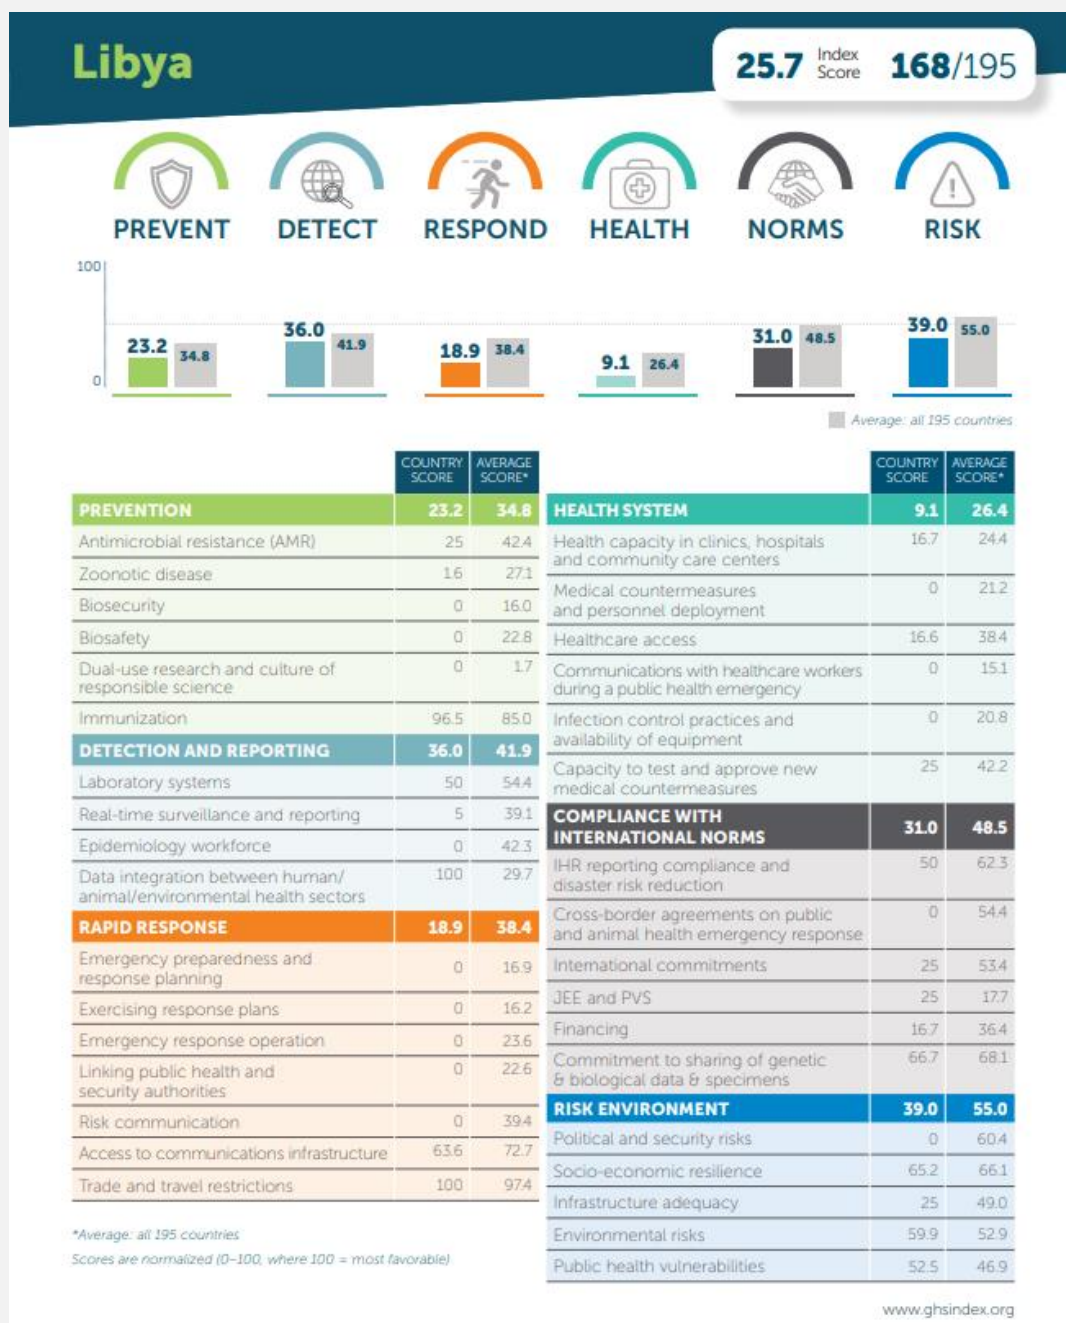 Libya
25.7 Index Score 168/195
PREVENT DETECT RESPOND HEALTH NORMS RISK
100
0
23.2 34.8
36.0 41.9
18.9 38.4
9.1 26.4
31.0 48.5
39.0 55.0
Average: all 195 countries
COUNTRY SCORE AVERAGE SCORE*
PREVENTION 23.2 34.8
Antimicrobial resistance (AMR) 25 42.4
Zoonotic disease 1.6 27.1
Biosecurity 0 16.0
Biosafety 0 22.8
Dual-use research and culture of
responsible science 0 1.7
Immunization 96.5 85.0
DETECTION AND REPORTING 36.0 41.9
Laboratory systems 50 54.4
Real-time surveillance and reporting 5 39.1
Epidemiology workforce 0 42.3
Data integration between human/
animal/environmental health sectors 100 29.7
RAPID RESPONSE 18.9 38.4
Emergency preparedness and
response planning 0 16.9
Exercising response plans 0 16.2
Emergency response operation 0 23.6
Linking public health and
security authorities 0 22.6
Risk communication 0 39.4
Access to communications infrastructure 63.6 72.7
Trade and travel restrictions 100 97.4
*Average: all 195 countries
Scores are normalized (0–100, where 100 = most favorable)
COUNTRY SCORE AVERAGE SCORE*
HEALTH SYSTEM 9.1 26.4
Health capacity in clinics, hospitals
and community care centers 16.7 24.4
Medical countermeasures
and personnel deployment 0 21.2
Healthcare access 16.6 38.4
Communications with healthcare workers
during a public health emergency 0 15.1
Infection control practices and
availability of equipment 0 20.8
Capacity to test and approve new
medical countermeasures 25 42.2
COMPLIANCE WITH
INTERNATIONAL NORMS 31.0 48.5
IHR reporting compliance and
disaster risk reduction 50 62.3
Cross-border agreements on public
and animal health emergency response 0 54.4
International commitments 25 53.4
JEE and PVS 25 17.7
Financing 16.7 36.4
Commitment to sharing of genetic
& biological data & specimens 66.7 68.1
RISK ENVIRONMENT 39.0 55.0
Political and security risks 0 60.4
Socio-economic resilience 65.2 66.1
Infrastructure adequacy 25 49.0
Environmental risks 59.9 52.9
Public health vulnerabilities 52.5 46.9
www.ghsindex.org